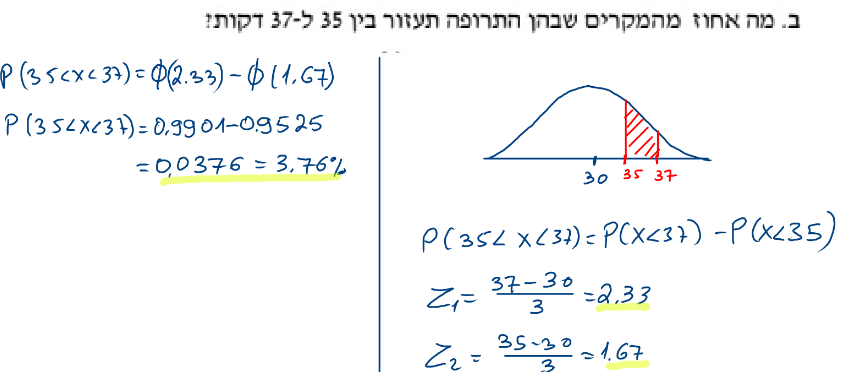 ב. מה אחוז מהמקרים שבהן התרופה תעזור בין 35 ל-37 דקות?
P(35<x<37)=ϕ(2.33)-ϕ(1.67)
P(35<x<37)=0.9901-0.9525
=0.0376=3.76%
30 35 37
P(35<x<37)=P(x<37)-P(x<35)
Z₁=\frac{37-30}{3}=2.33
Z₂=\frac{35-30}{3}=1.67